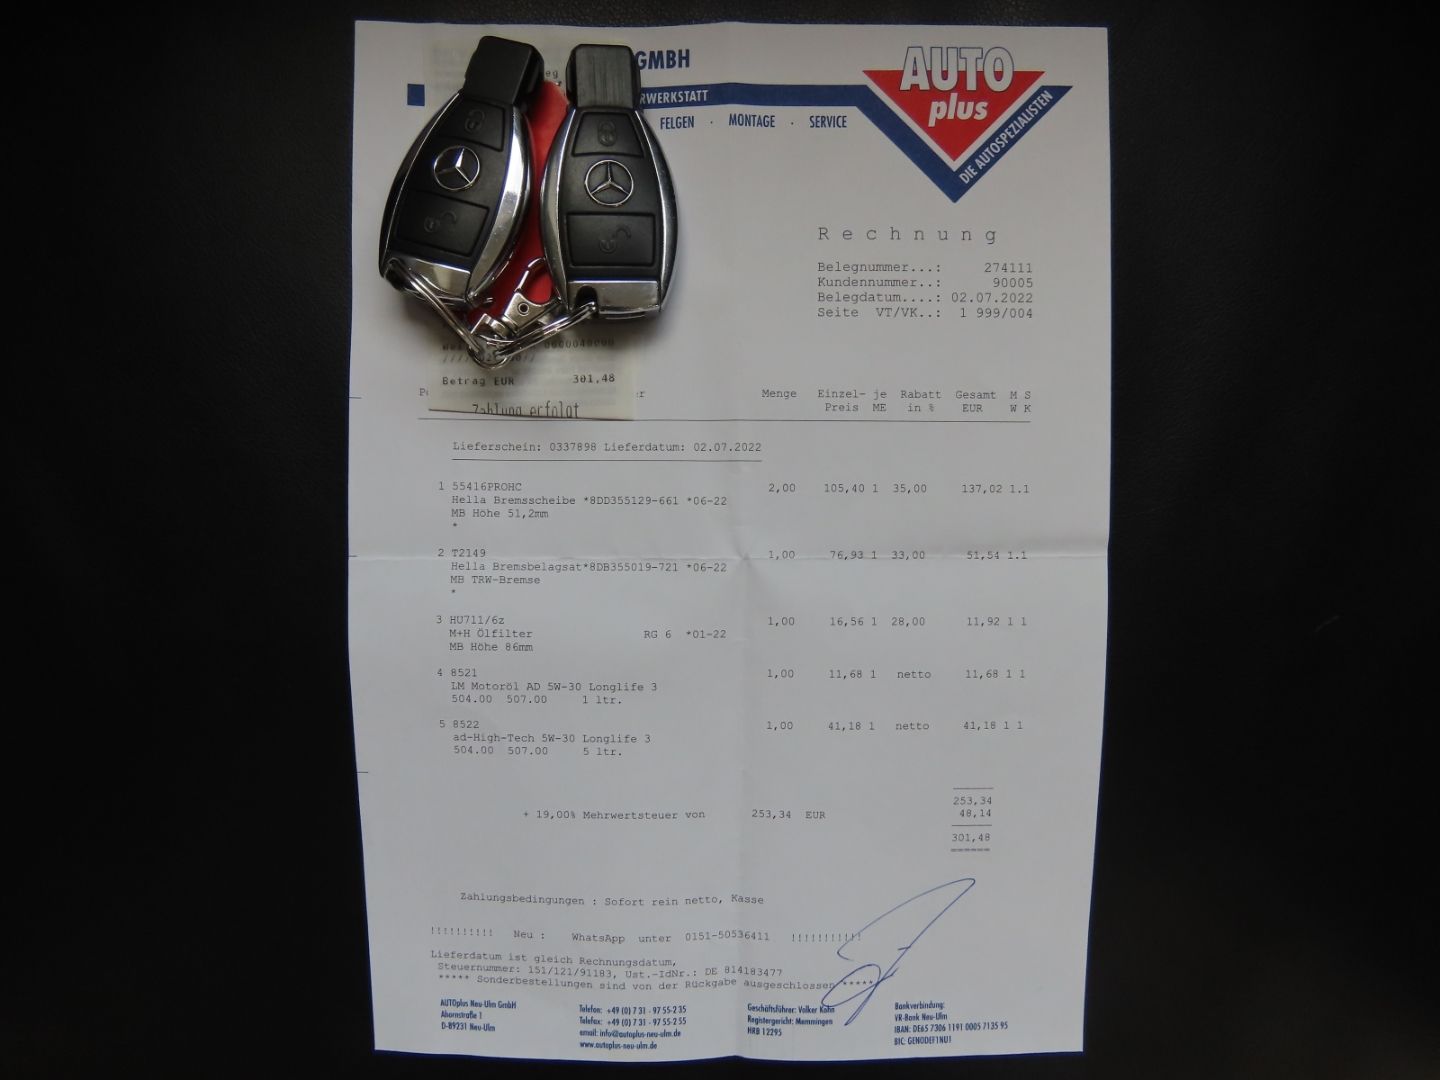 GMBH
AUTO
plus
DIE AUTOSPEZIALISTEN
RWERKSTATT
FELGEN · MONTAGE · SERVICE
Rechnung
Belegnummer...: 274111
Kundennummer..: 90005
Belegdatum....: 02.07.2022
Seite VT/VK..: 1 999/004
Betrag EUR 301,48
Zahlung erfolgt
Menge Einzel- je Rabatt Gesamt M S
Preis ME in % EUR W K
Lieferschein: 0337898 Lieferdatum: 02.07.2022
1 55416PROHC 2,00 105,40 1 35,00 137,02 1.1
Hella Bremsscheibe *8DD355129-661 *06-22
MB Höhe 51,2mm
*
2 T2149 1,00 76,93 1 33,00 51,54 1.1
Hella Bremsbelagsat*8DB355019-721 *06-22
MB TRW-Bremse
*
3 HU711/6z 1,00 16,56 1 28,00 11,92 1 1
M+H Ölfilter RG 6 *01-22
MB Höhe 86mm
4 8521 1,00 11,68 1 netto 11,68 1 1
LM Motoröl AD 5W-30 Longlife 3
504.00 507.00 1 ltr.
5 8522 1,00 41,18 1 netto 41,18 1 1
ad-High-Tech 5W-30 Longlife 3
504.00 507.00 5 ltr.
253,34
+ 19,00% Mehrwertsteuer von 253,34 EUR 48,14
301,48
Zahlungsbedingungen : Sofort rein netto, Kasse
!!!!!!!!!! Neu : WhatsApp unter 0151-50536411 !!!!!!!!!!!
Lieferdatum ist gleich Rechnungsdatum,
Steuernummer: 151/121/91183, Ust.-IdNr.: DE 814183477
***** Sonderbestellungen sind von der Rückgabe ausgeschlossen *****
AUTOplus Neu-Ulm GmbH
Ahornstraße 1
D-89231 Neu-Ulm
Telefon: +49 (0) 7 31 - 97 55-2 35
Telefax: +49 (0) 7 31 - 97 55-2 55
email: info@autoplus-neu-ulm.de
www.autoplus-neu-ulm.de
Geschäftsführer: Volker Kohn
Registergericht: Memmingen
HRB 12295
Bankverbindung:
VR-Bank Neu-Ulm
IBAN: DE65 7306 1191 0005 7135 95
BIC: GENODEF1NU1